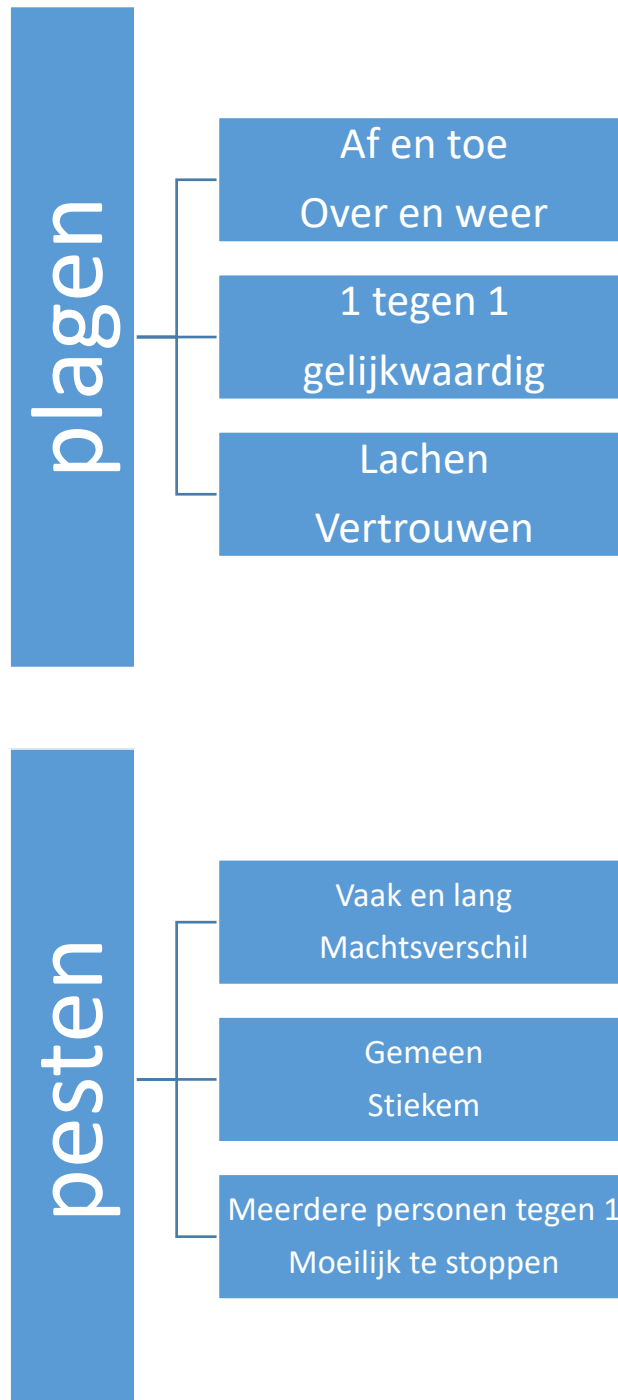 plagen
Af en toe
Over en weer
1 tegen 1
gelijkwaardig
Lachen
Vertrouwen
pesten
Vaak en lang
Machtsverschil
Gemeen
Stiekem
Meerdere personen tegen 1
Moeilijk te stoppen